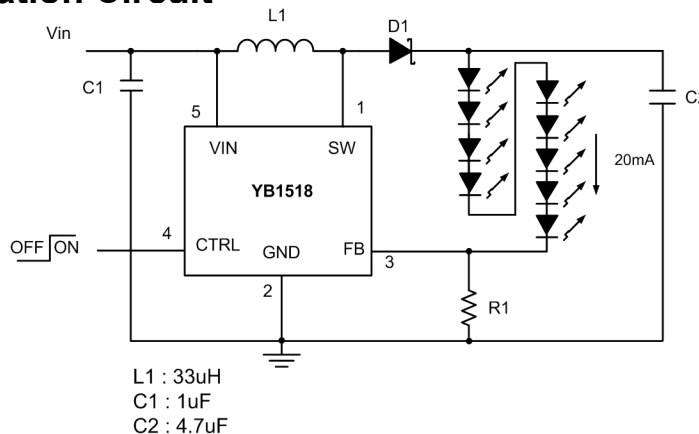 L1
D1
Vin
C1
5
1
VIN
SW
YB1518
20mA
4
OFF ON
CTRL
GND
FB
3
2
R1
L1 : 33uH
C1 : 1uF
C2 : 4.7uF